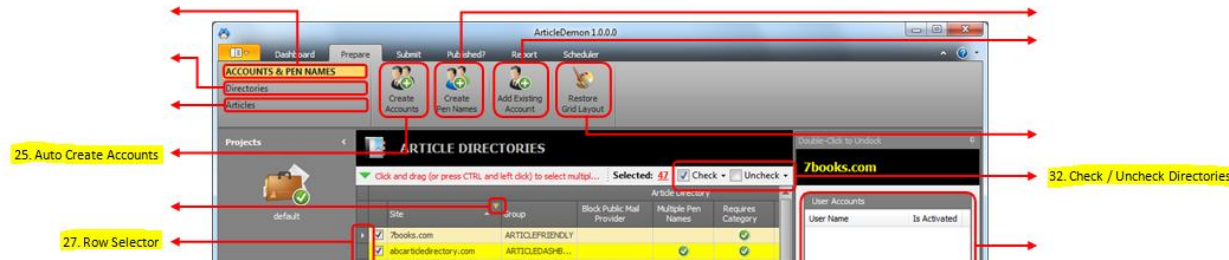 ArticleDemon 1.0.0.0
Dashboard Prepare Submit Published? Report Scheduler
ACCOUNTS & PEN NAMES
Directories
Articles
Create Accounts
Create Pen Names
Add Existing Account
Restore Grid Layout
25. Auto Create Accounts
Projects
default
ARTICLE DIRECTORIES
Click and drag (or press CTRL and left click) to select multipl... Selected: 47 Check Uncheck
Article Directory
Site Group Block Public Mail Provider Multiple Pen Names Requires Category
7books.com ARTICLEFRIENDLY
abcarticledirectory.com ARTICLEDASHB...
Double-Click to Undock
7books.com
User Accounts
User Name Is Activated
32. Check / Uncheck Directories
27. Row Selector